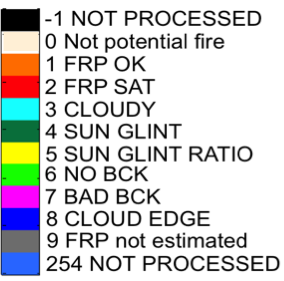 -1 NOT PROCESSED
0 Not potential fire
1 FRP OK
2 FRP SAT
3 CLOUDY
4 SUN GLINT
5 SUN GLINT RATIO
6 NO BCK
7 BAD BCK
8 CLOUD EDGE
9 FRP not estimated
254 NOT PROCESSED